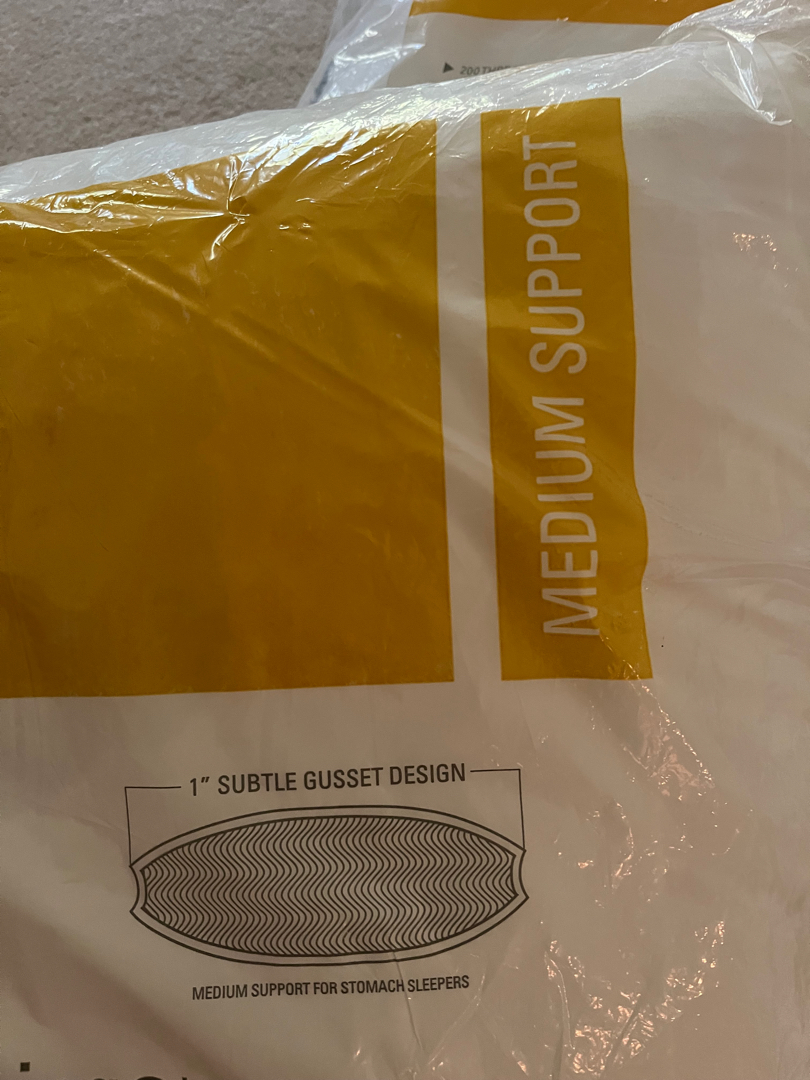 MEDIUM SUPPORT
1” SUBTLE GUSSET DESIGN
MEDIUM SUPPORT FOR STOMACH SLEEPERS